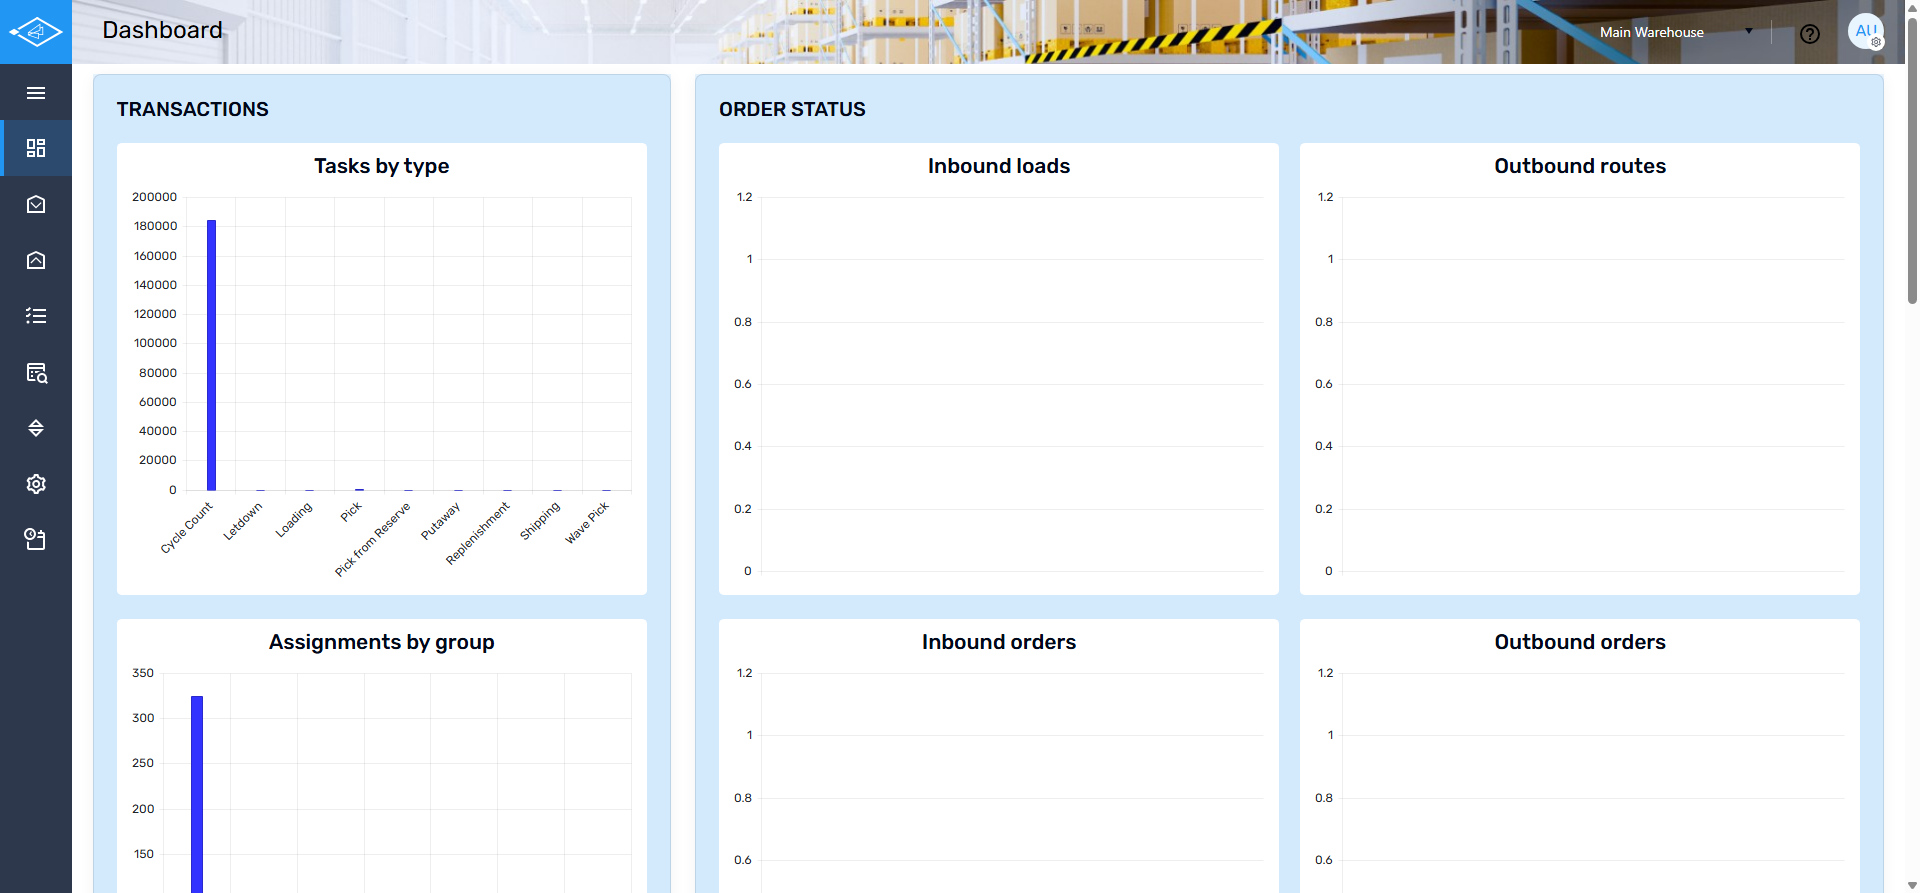 Dashboard
Main Warehouse
AU
TRANSACTIONS
Tasks by type
200000
180000
160000
140000
120000
100000
80000
60000
40000
20000
0
Cycle Count
Letdown
Loading
Pick
Pick from Reserve
Putaway
Replenishment
Shipping
Wave Pick
Assignments by group
350
300
250
200
150
ORDER STATUS
Inbound loads
1.2
1
0.8
0.6
0.4
0.2
0
Outbound routes
1.2
1
0.8
0.6
0.4
0.2
0
Inbound orders
1.2
1
0.8
0.6
Outbound orders
1.2
1
0.8
0.6